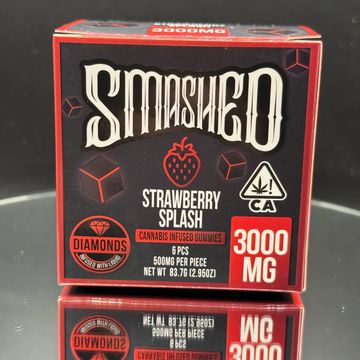 3000MG
SMASHED
STRAWBERRY
SPLASH
CANNABIS INFUSED GUMMIES
6 PCS
500MG PER PIECE
NET WT 83.7G (2.95OZ)
DIAMONDS
INFUSED WITH LIQUID
!
CA
3000
MG